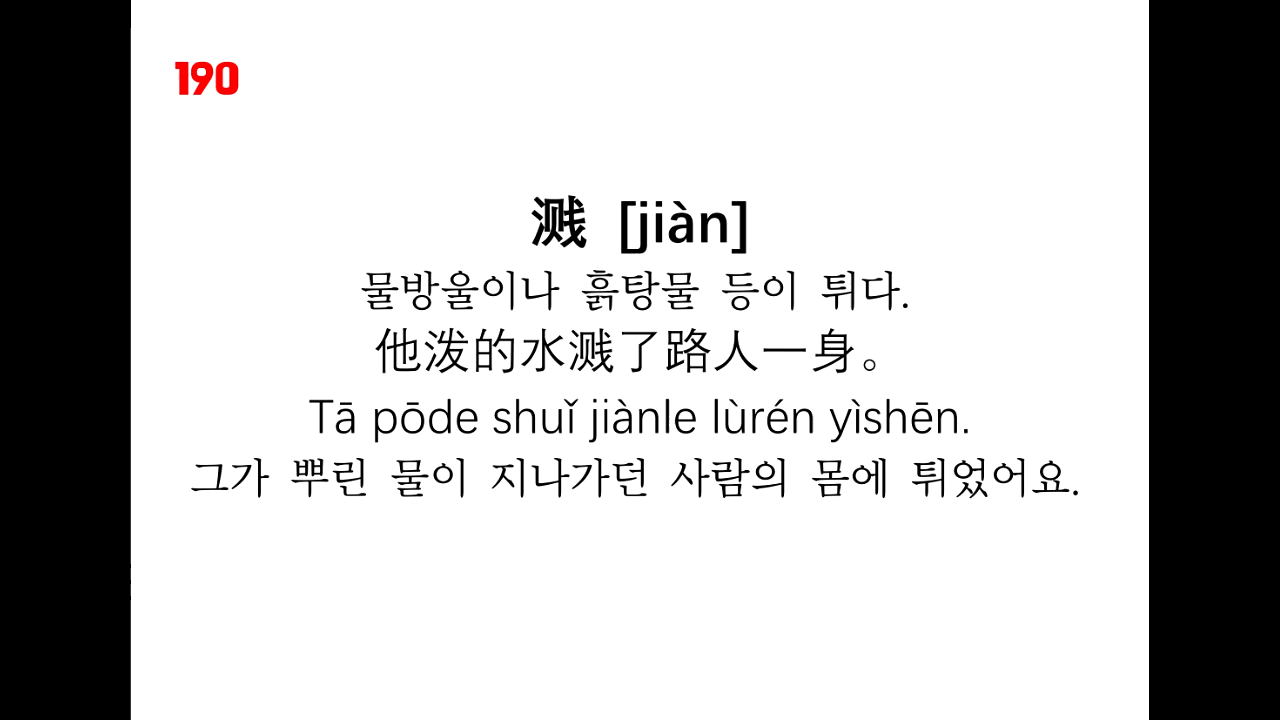 190
溅 [jiàn]
물방울이나 흙탕물 등이 튀다.
他泼的水溅了路人一身。
Tā pōde shuǐ jiànle lùrén yìshēn.
그가 뿌린 물이 지나가던 사람의 몸에 튀었어요.